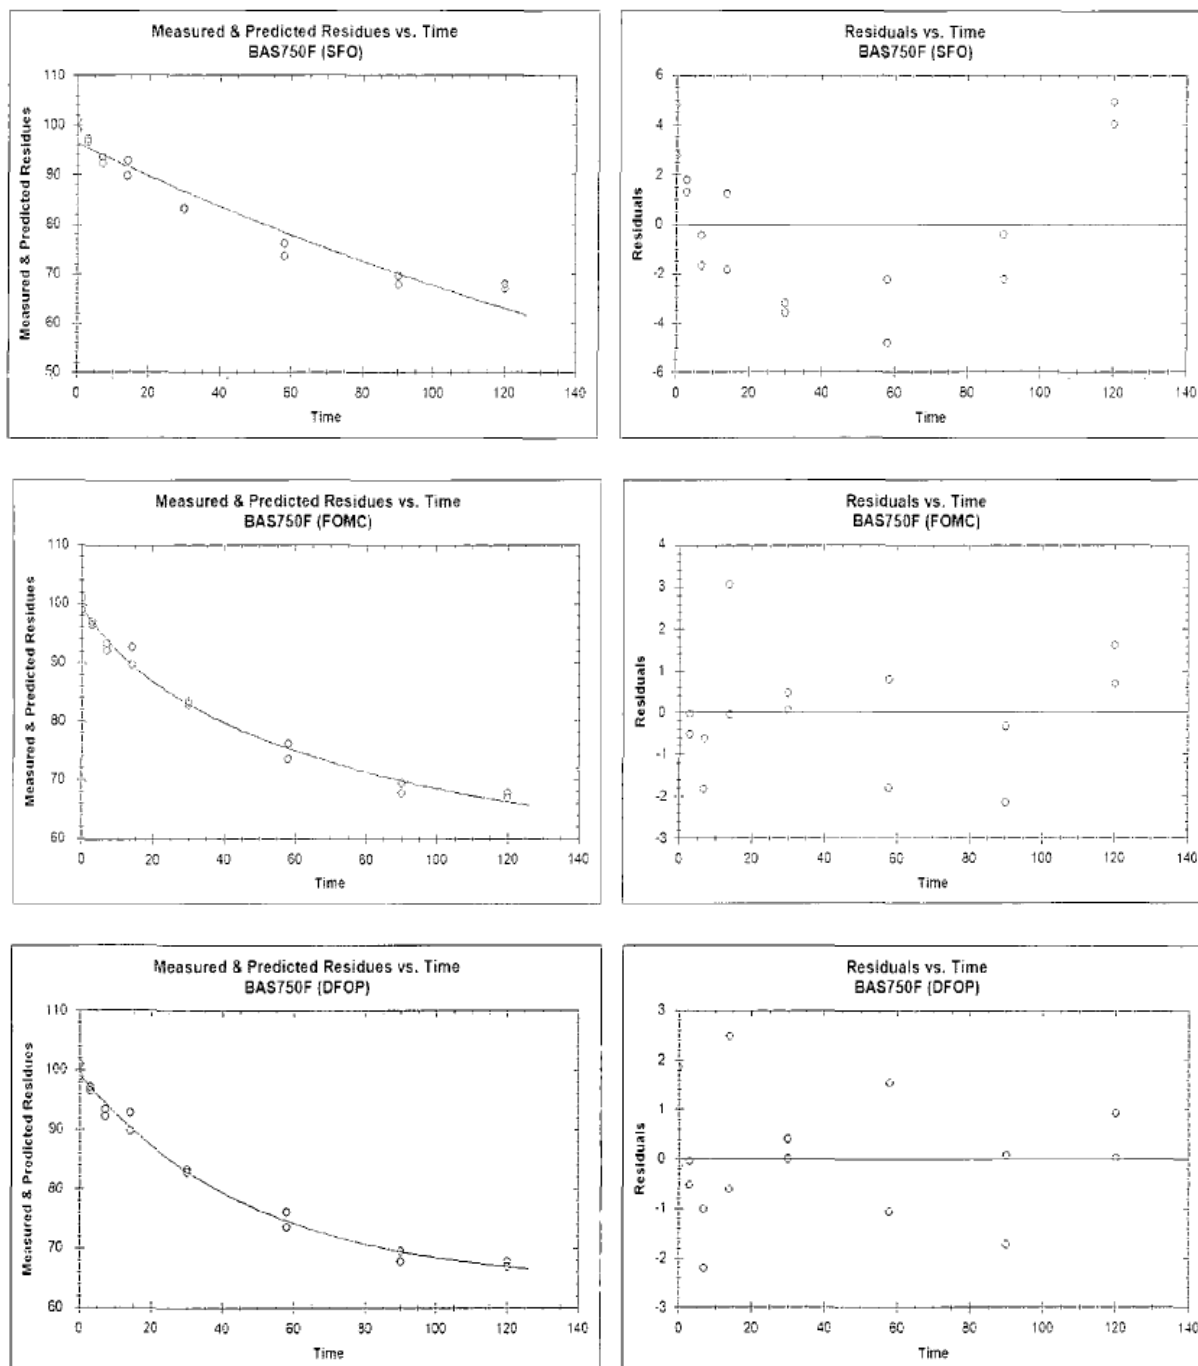 Measured & Predicted Residues vs. Time
BAS750F (SFO)
Measured & Predicted Residues
110
100
90
80
70
60
50
0 20 40 60 80 100 120 140
Time
Residuals vs. Time
BAS750F (SFO)
Residuals
6
4
2
0
-2
-4
-6
0 20 40 60 80 100 120 140
Time
Measured & Predicted Residues vs. Time
BAS750F (FOMC)
Measured & Predicted Residues
110
100
90
80
70
60
0 20 40 60 80 100 120 140
Time
Residuals vs. Time
BAS750F (FOMC)
Residuals
4
3
2
1
0
-1
-2
-3
0 20 40 60 80 100 120 140
Time
Measured & Predicted Residues vs. Time
BAS750F (DFOP)
Measured & Predicted Residues
110
100
90
80
70
60
0 20 40 60 80 100 120 140
Time
Residuals vs. Time
BAS750F (DFOP)
Residuals
3
2
1
0
-1
-2
-3
0 20 40 60 80 100 120 140
Time